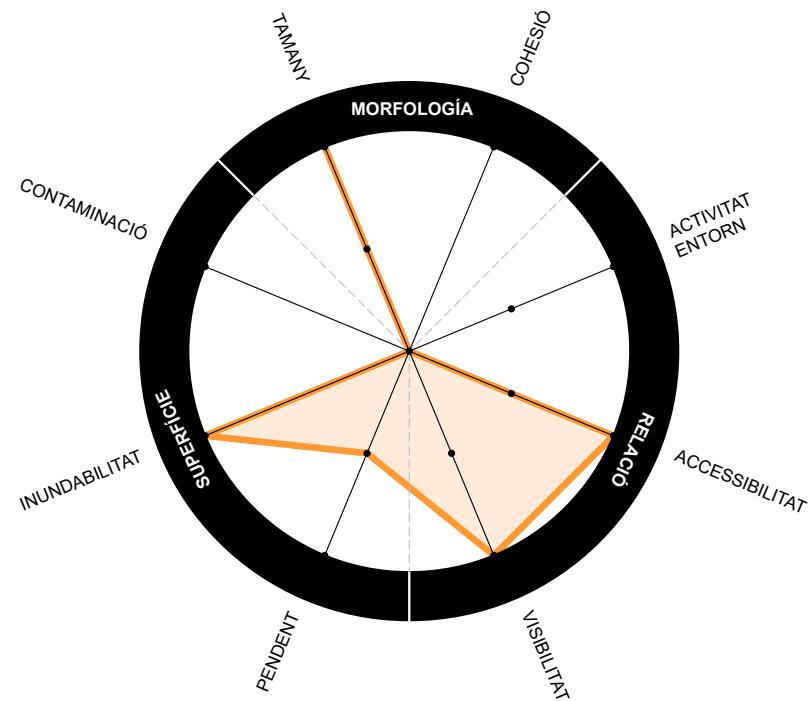 TAMANY
COHESIÓ
MORFOLOGÍA
CONTAMINACIÓ
ACTIVITAT
ENTORN
SUPERFÍCIE
RELACIÓ
INUNDABILITAT
ACCESSIBILITAT
PENDENT
VISIBILITAT